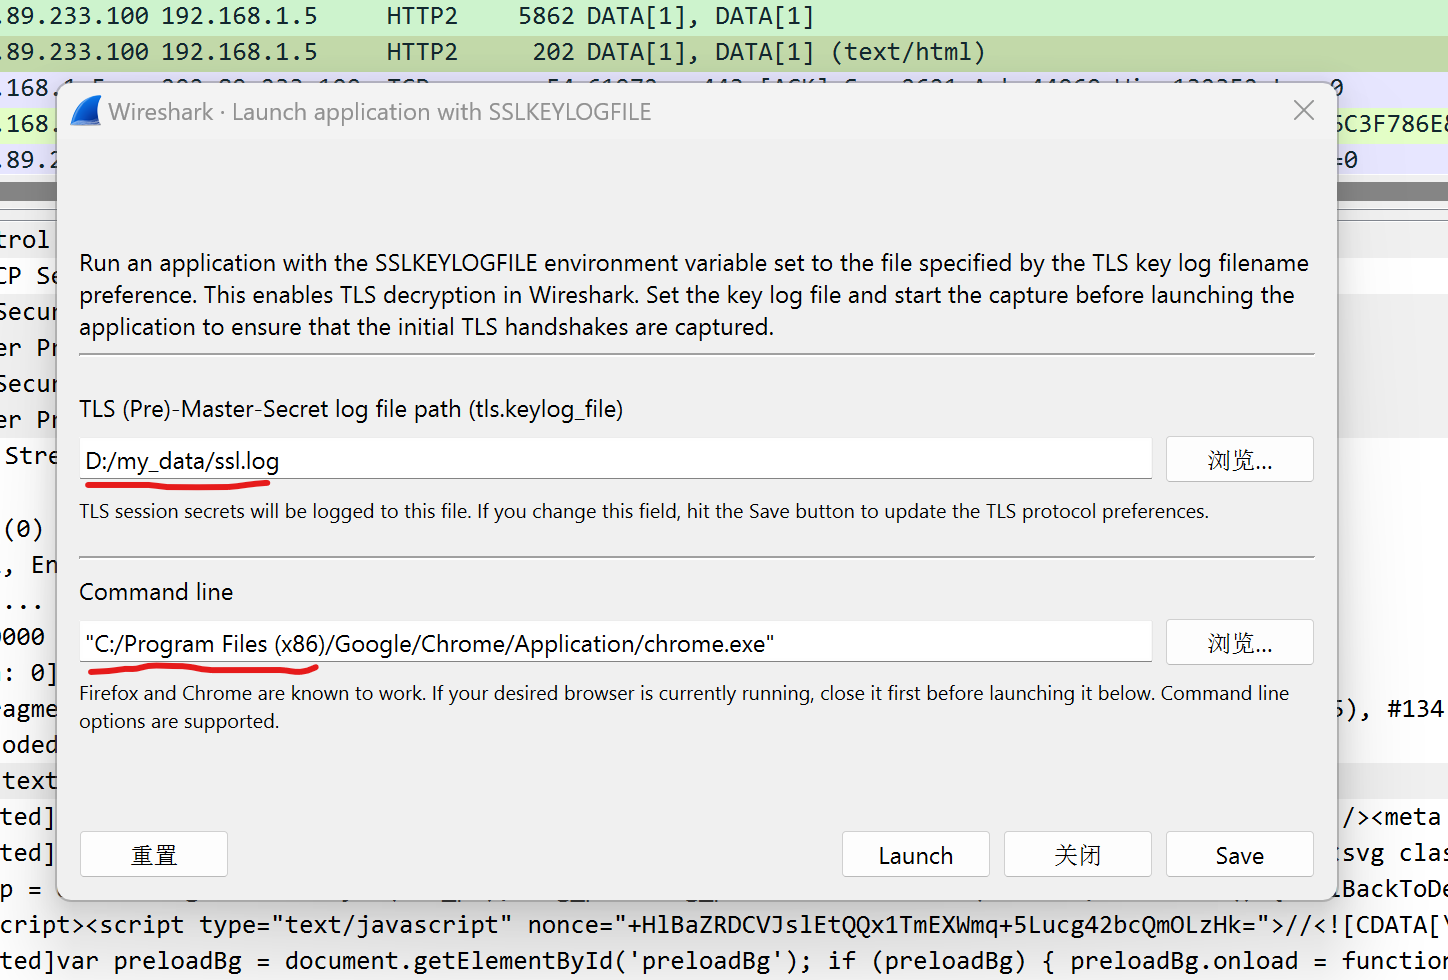 .89.233.100 192.168.1.5 HTTP2 5862 DATA[1], DATA[1]
.89.233.100 192.168.1.5 HTTP2 202 DATA[1], DATA[1] (text/html)
.168.
0
Wireshark · Launch application with SSLKEYLOGFILE
.168.
5C3F786E8
.89.2
=0
trol
Run an application with the SSLKEYLOGFILE environment variable set to the file specified by the TLS key log filename
CP Se
preference. This enables TLS decryption in Wireshark. Set the key log file and start the capture before launching the
Secur
application to ensure that the initial TLS handshakes are captured.
er Pr
Secur
TLS (Pre)-Master-Secret log file path (tls.keylog_file)
er Pr
Stre
D:/my_data/ssl.log
浏览...
TLS session secrets will be logged to this file. If you change this field, hit the Save button to update the TLS protocol preferences.
(0)
, En
Command line
...
0000
"C:/Program Files (x86)/Google/Chrome/Application/chrome.exe"
浏览...
: 0]
Firefox and Chrome are known to work. If your desired browser is currently running, close it first before launching it below. Command line
options are supported.
agme
5), #134
oded
text
ted]
/><meta
重置
Launch
关闭
Save
ted]
svg clas
p =
lBackToDe
cript><script type="text/javascript" nonce="+HlBaZRDCVJslEtQQx1TmEXWmq+5Lucg42bcQmOLzHk=">//<![CDATA[\
ted]var preloadBg = document.getElementById('preloadBg'); if (preloadBg) { preloadBg.onload = function